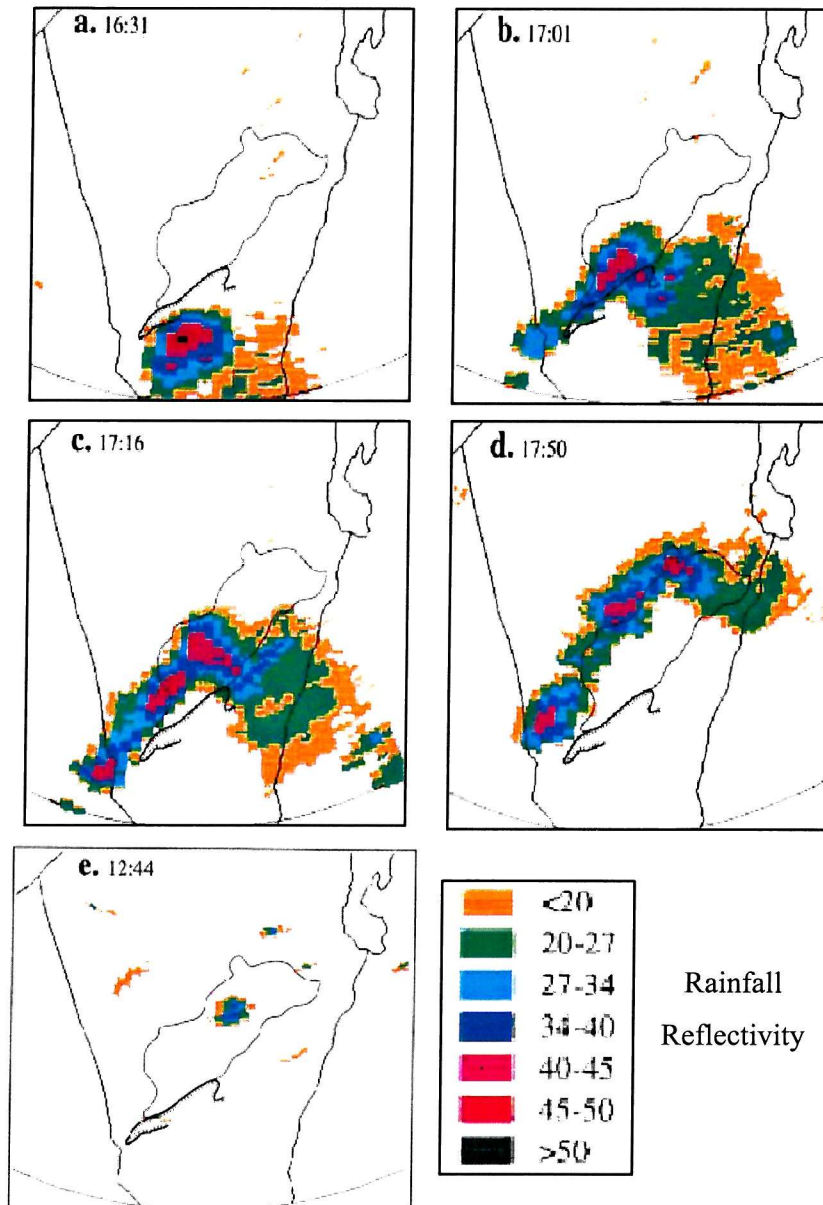 a. 16:31
b. 17:01
c. 17:16
d. 17:50
e. 12:44
<20
20-27
27-34
34-40
40-45
45-50
>50
Rainfall
Reflectivity